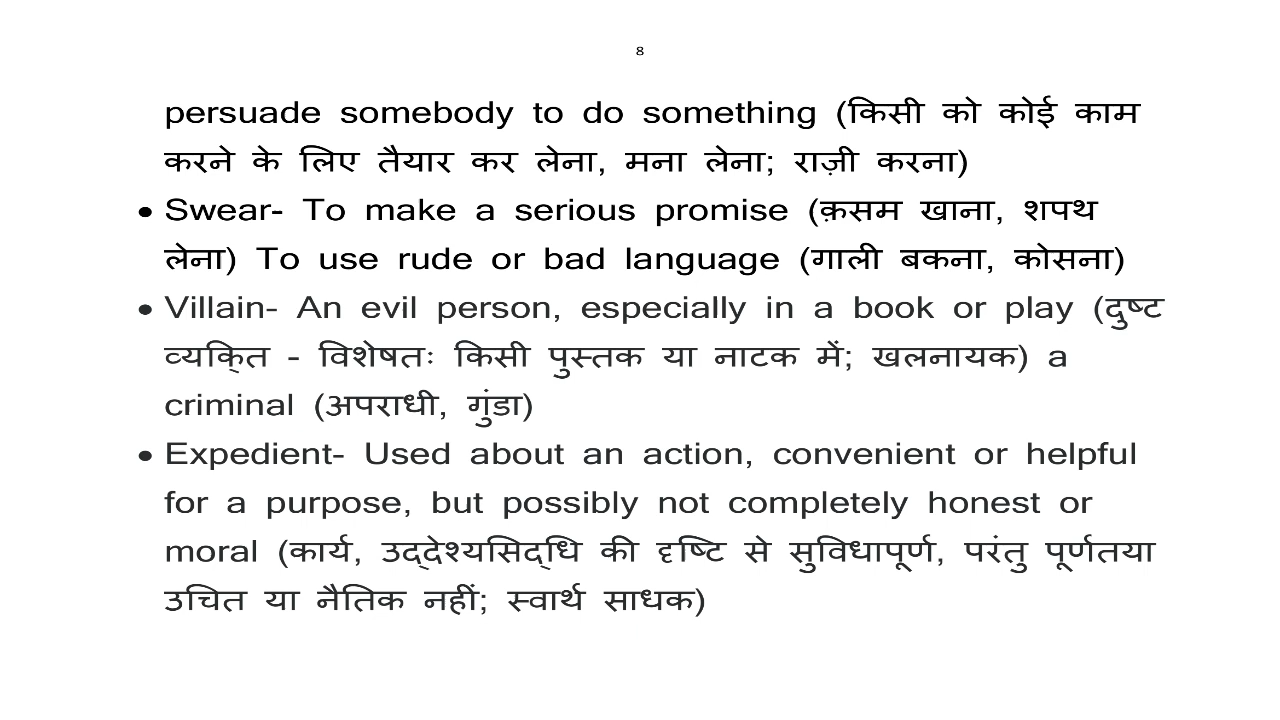 8
persuade somebody to do something (किसी को कोई काम
करने के लिए तैयार कर लेना, मना लेना; राज़ी करना)
• Swear- To make a serious promise (क़सम खाना, शपथ
लेना) To use rude or bad language (गाली बकना, कोसना)
• Villain- An evil person, especially in a book or play (दुष्ट
व्यक्ति - विशेषतः किसी पुस्तक या नाटक में; खलनायक) a
criminal (अपराधी, गुंडा)
• Expedient- Used about an action, convenient or helpful
for a purpose, but possibly not completely honest or
moral (कार्य, उद्देश्यसिद्धि की दृष्टि से सुविधापूर्ण, परंतु पूर्णतया
उचित या नैतिक नहीं; स्वार्थ साधक)